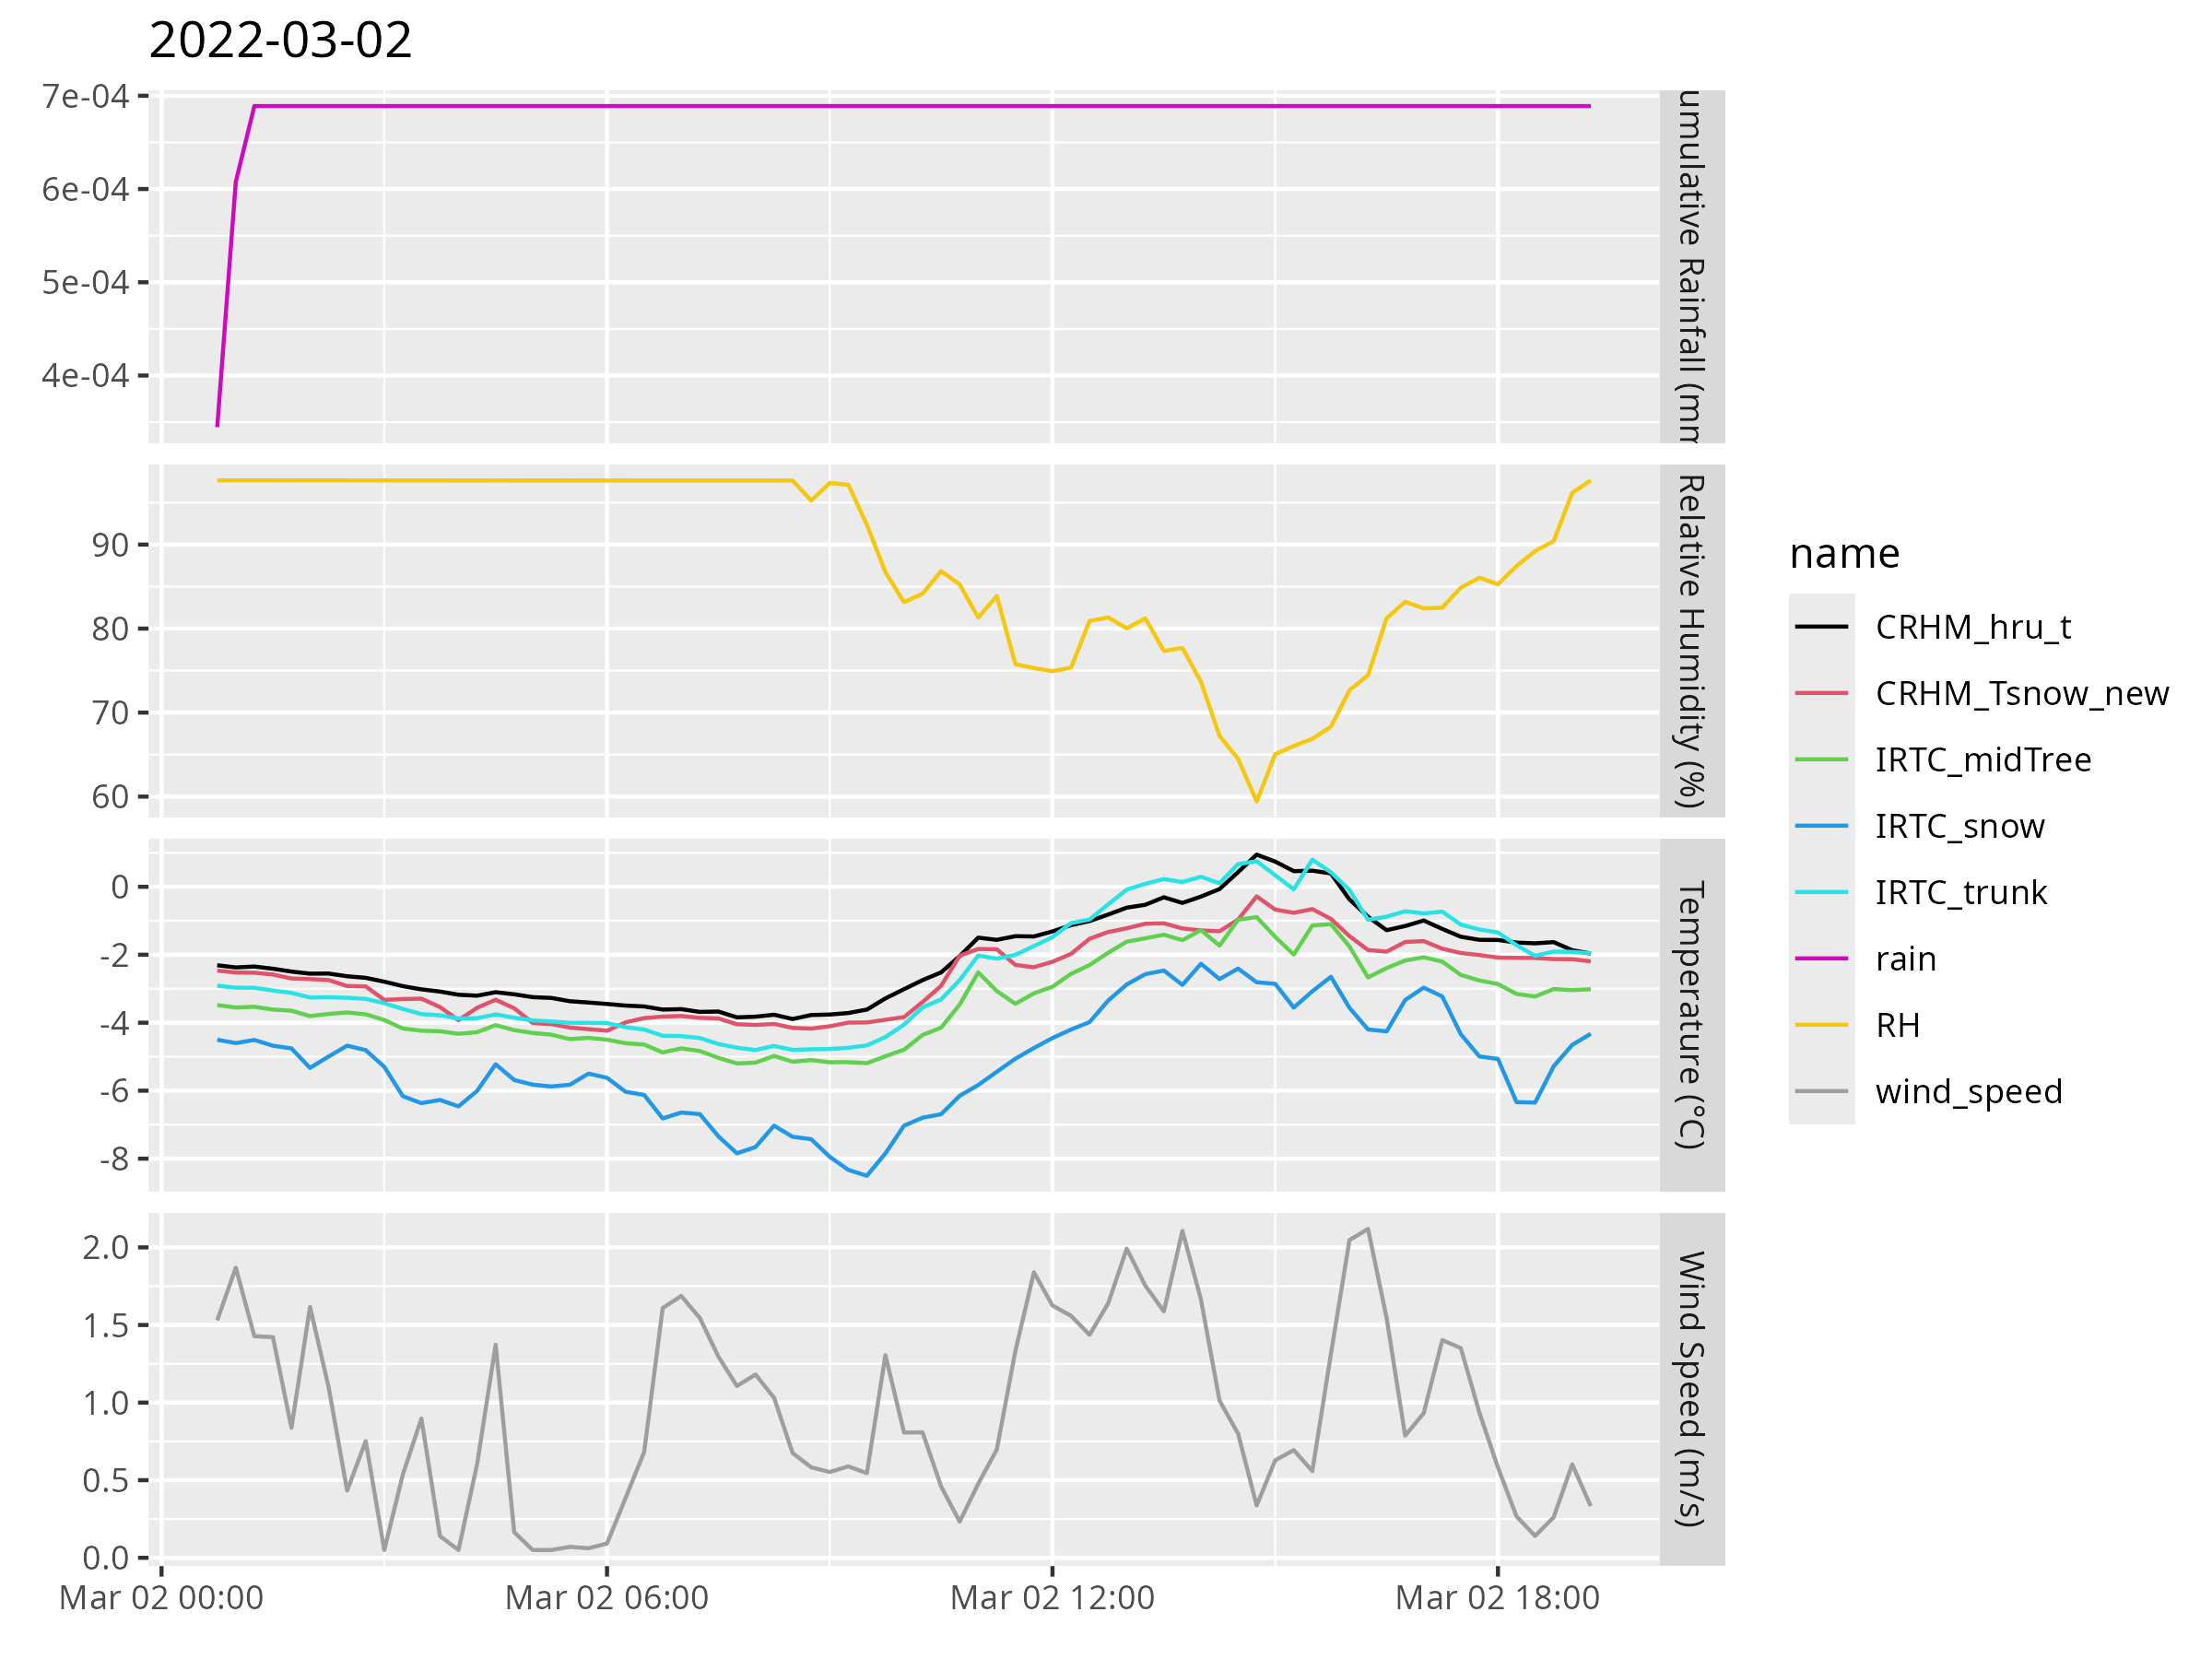 2022-03-02
7e-04
6e-04
5e-04
4e-04
umulative Rainfall (mm
90
80
70
60
Relative Humidity (%)
0
-2
-4
-6
-8
Temperature (°C)
2.0
1.5
1.0
0.5
0.0
Wind Speed (m/s)
Mar 02 00:00 Mar 02 06:00 Mar 02 12:00 Mar 02 18:00
name
CRHM_hru_t
CRHM_Tsnow_new
IRTC_midTree
IRTC_snow
IRTC_trunk
rain
RH
wind_speed